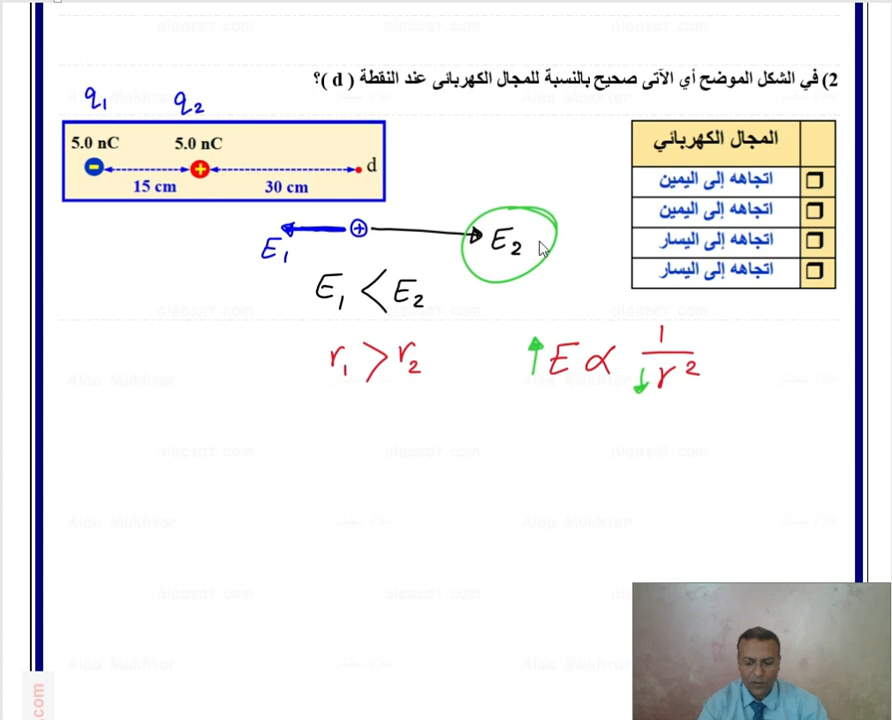 2) في الشكل الموضح أي الآتى صحيح بالنسبة للمجال الكهربائى عند النقطة ( d )؟
q₁ q₂
5.0 nC 5.0 nC
d
15 cm 30 cm
المجال الكهربائي
اتجاهه إلى اليمين
اتجاهه إلى اليمين
اتجاهه إلى اليسار
اتجاهه إلى اليسار
E₁ E₂
E₁ < E₂
r₁ > r₂
↑ E ∝ 1 / ↓ r²
.com